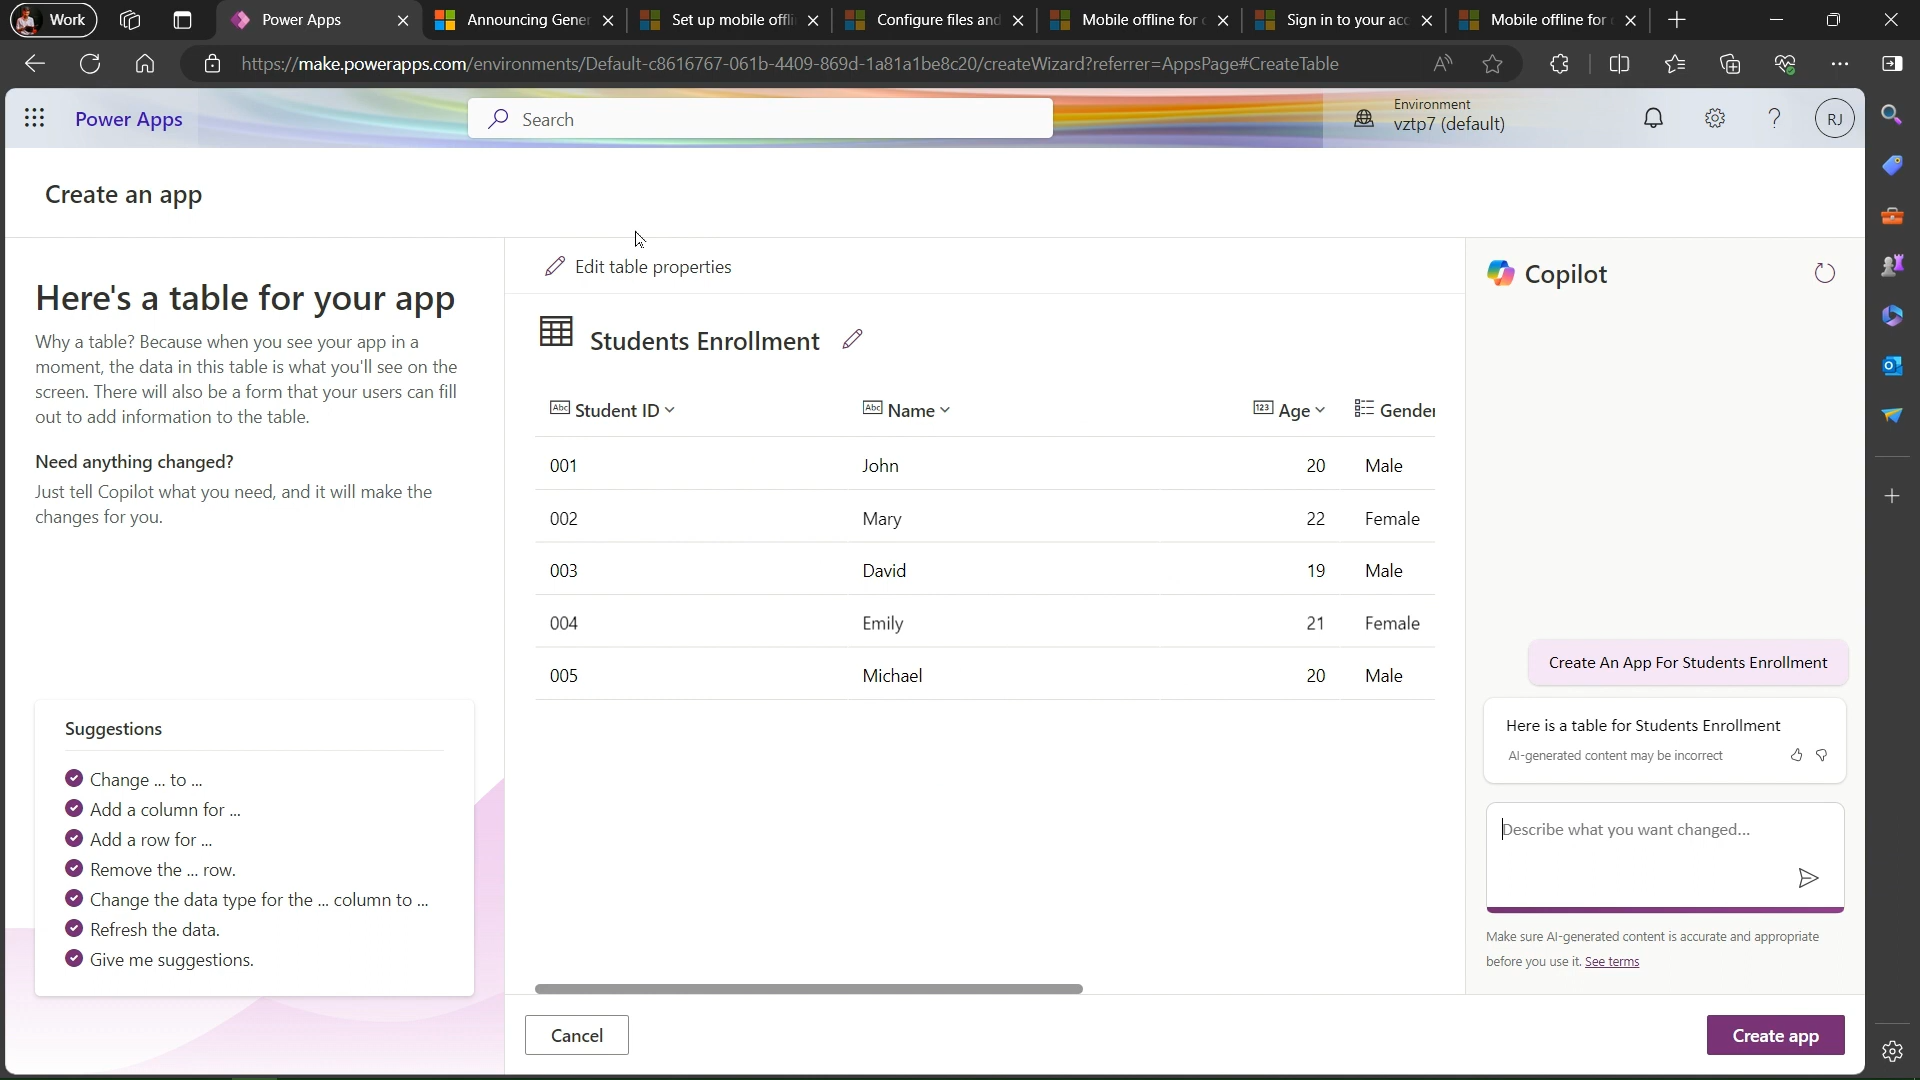 Work
Power Apps
Announcing Gener
Set up mobile offli
Configure files and
Mobile offline for c
Sign in to your acc
Mobile offline for
https://make.powerapps.com/environments/Default-c8616767-061b-4409-869d-1a81a1be8c20/createWizard?referrer=AppsPage#CreateTable
Power Apps
Search
Environment
vztp7 (default)
RJ
Create an app
Here's a table for your app
Why a table? Because when you see your app in a
moment, the data in this table is what you'll see on the
screen. There will also be a form that your users can fill
out to add information to the table.
Need anything changed?
Just tell Copilot what you need, and it will make the
changes for you.
Suggestions
Change ... to ...
Add a column for ...
Add a row for ...
Remove the ... row.
Change the data type for the ... column to ...
Refresh the data.
Give me suggestions.
Edit table properties
Students Enrollment
Abc Student ID Abc Name 123 Age Gender
001 John 20 Male
002 Mary 22 Female
003 David 19 Male
004 Emily 21 Female
005 Michael 20 Male
Cancel
Copilot
Create An App For Students Enrollment
Here is a table for Students Enrollment
AI-generated content may be incorrect
Describe what you want changed...
Make sure AI-generated content is accurate and appropriate
before you use it. See terms
Create app